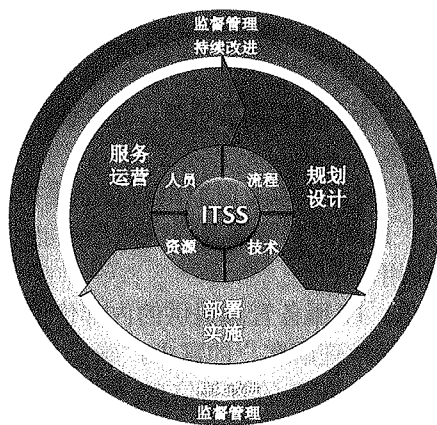 监督管理
持续改进
服务
运营
人员
流程
规划
设计
ITSS
资源
技术
部署
实施
持续改进
监督管理